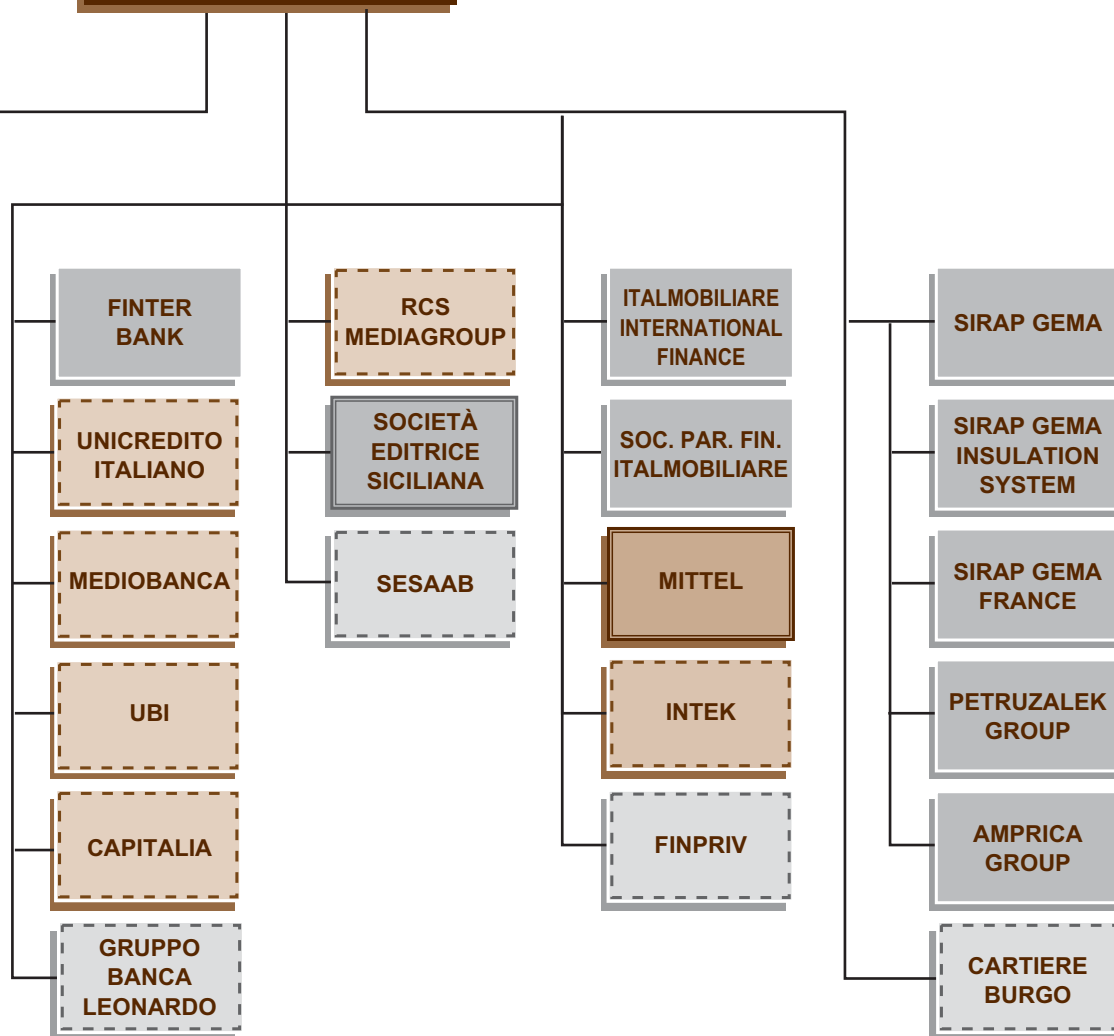 FINTER
BANK
UNICREDITO
ITALIANO
MEDIOBANCA
UBI
CAPITALIA
GRUPPO
BANCA
LEONARDO
RCS
MEDIAGROUP
SOCIETÀ
EDITRICE
SICILIANA
SESAAB
ITALMOBILIARE
INTERNATIONAL
FINANCE
SOC. PAR. FIN.
ITALMOBILIARE
MITTEL
INTEK
FINPRIV
SIRAP GEMA
SIRAP GEMA
INSULATION
SYSTEM
SIRAP GEMA
FRANCE
PETRUZALEK
GROUP
AMPRICA
GROUP
CARTIERE
BURGO